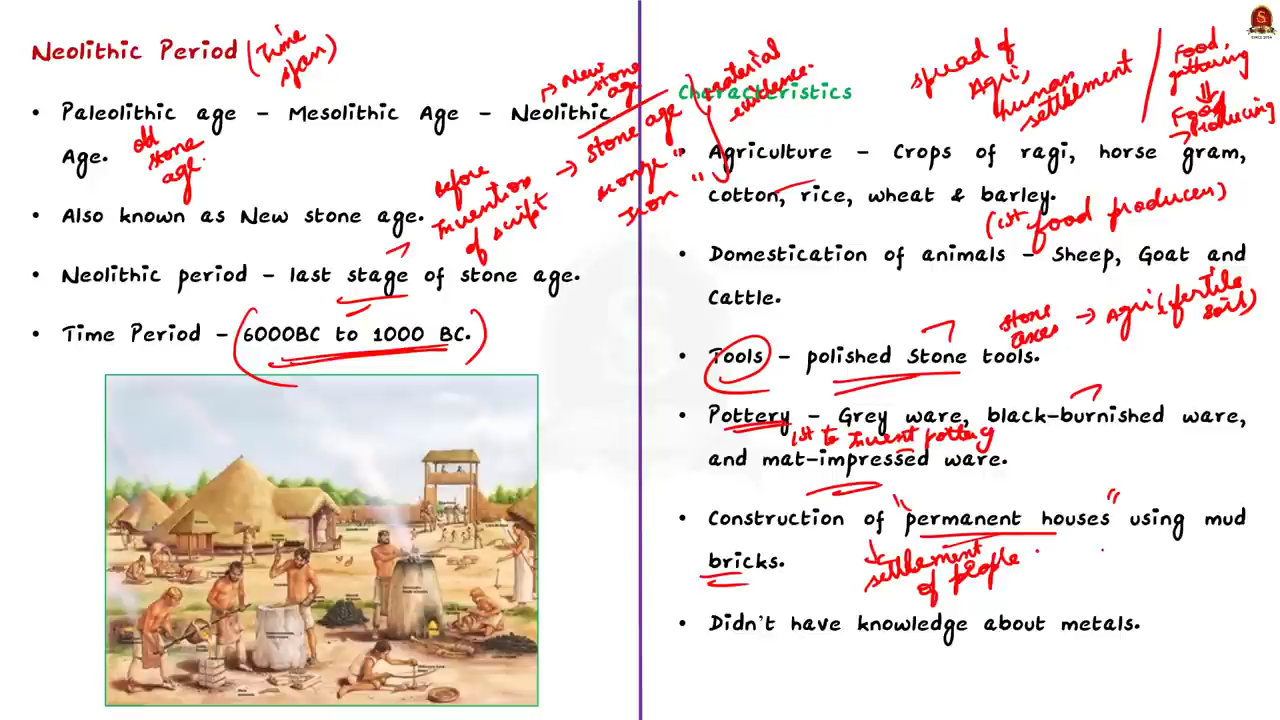 Neolithic Period (Time span)
• Paleolithic age – Mesolithic Age – Neolithic
Age.
old
stone
age.
→ New
stone
age
• Also known as New stone age.
Before
Invention
of script
→ stone age
Bronze "
Iron "
material
evidence.
• Neolithic period – last stage of stone age.
• Time Period – (6000BC to 1000 BC.)
Characteristics
spread of
Agri,
human
settlement
Food
gathering
⇓
Food
→ Producing
• Agriculture – Crops of ragi, horse gram,
cotton, rice, wheat & barley.
(1st food producer)
• Domestication of animals – Sheep, Goat and
Cattle.
stone
axes
→ Agri (fertile
soils)
• Tools – polished stone tools.
• Pottery – Grey ware, black-burnished ware,
1st to Invent pottery
and mat-impressed ware.
• Construction of "permanent houses" using mud
bricks.
settlement
of people
• Didn't have knowledge about metals.